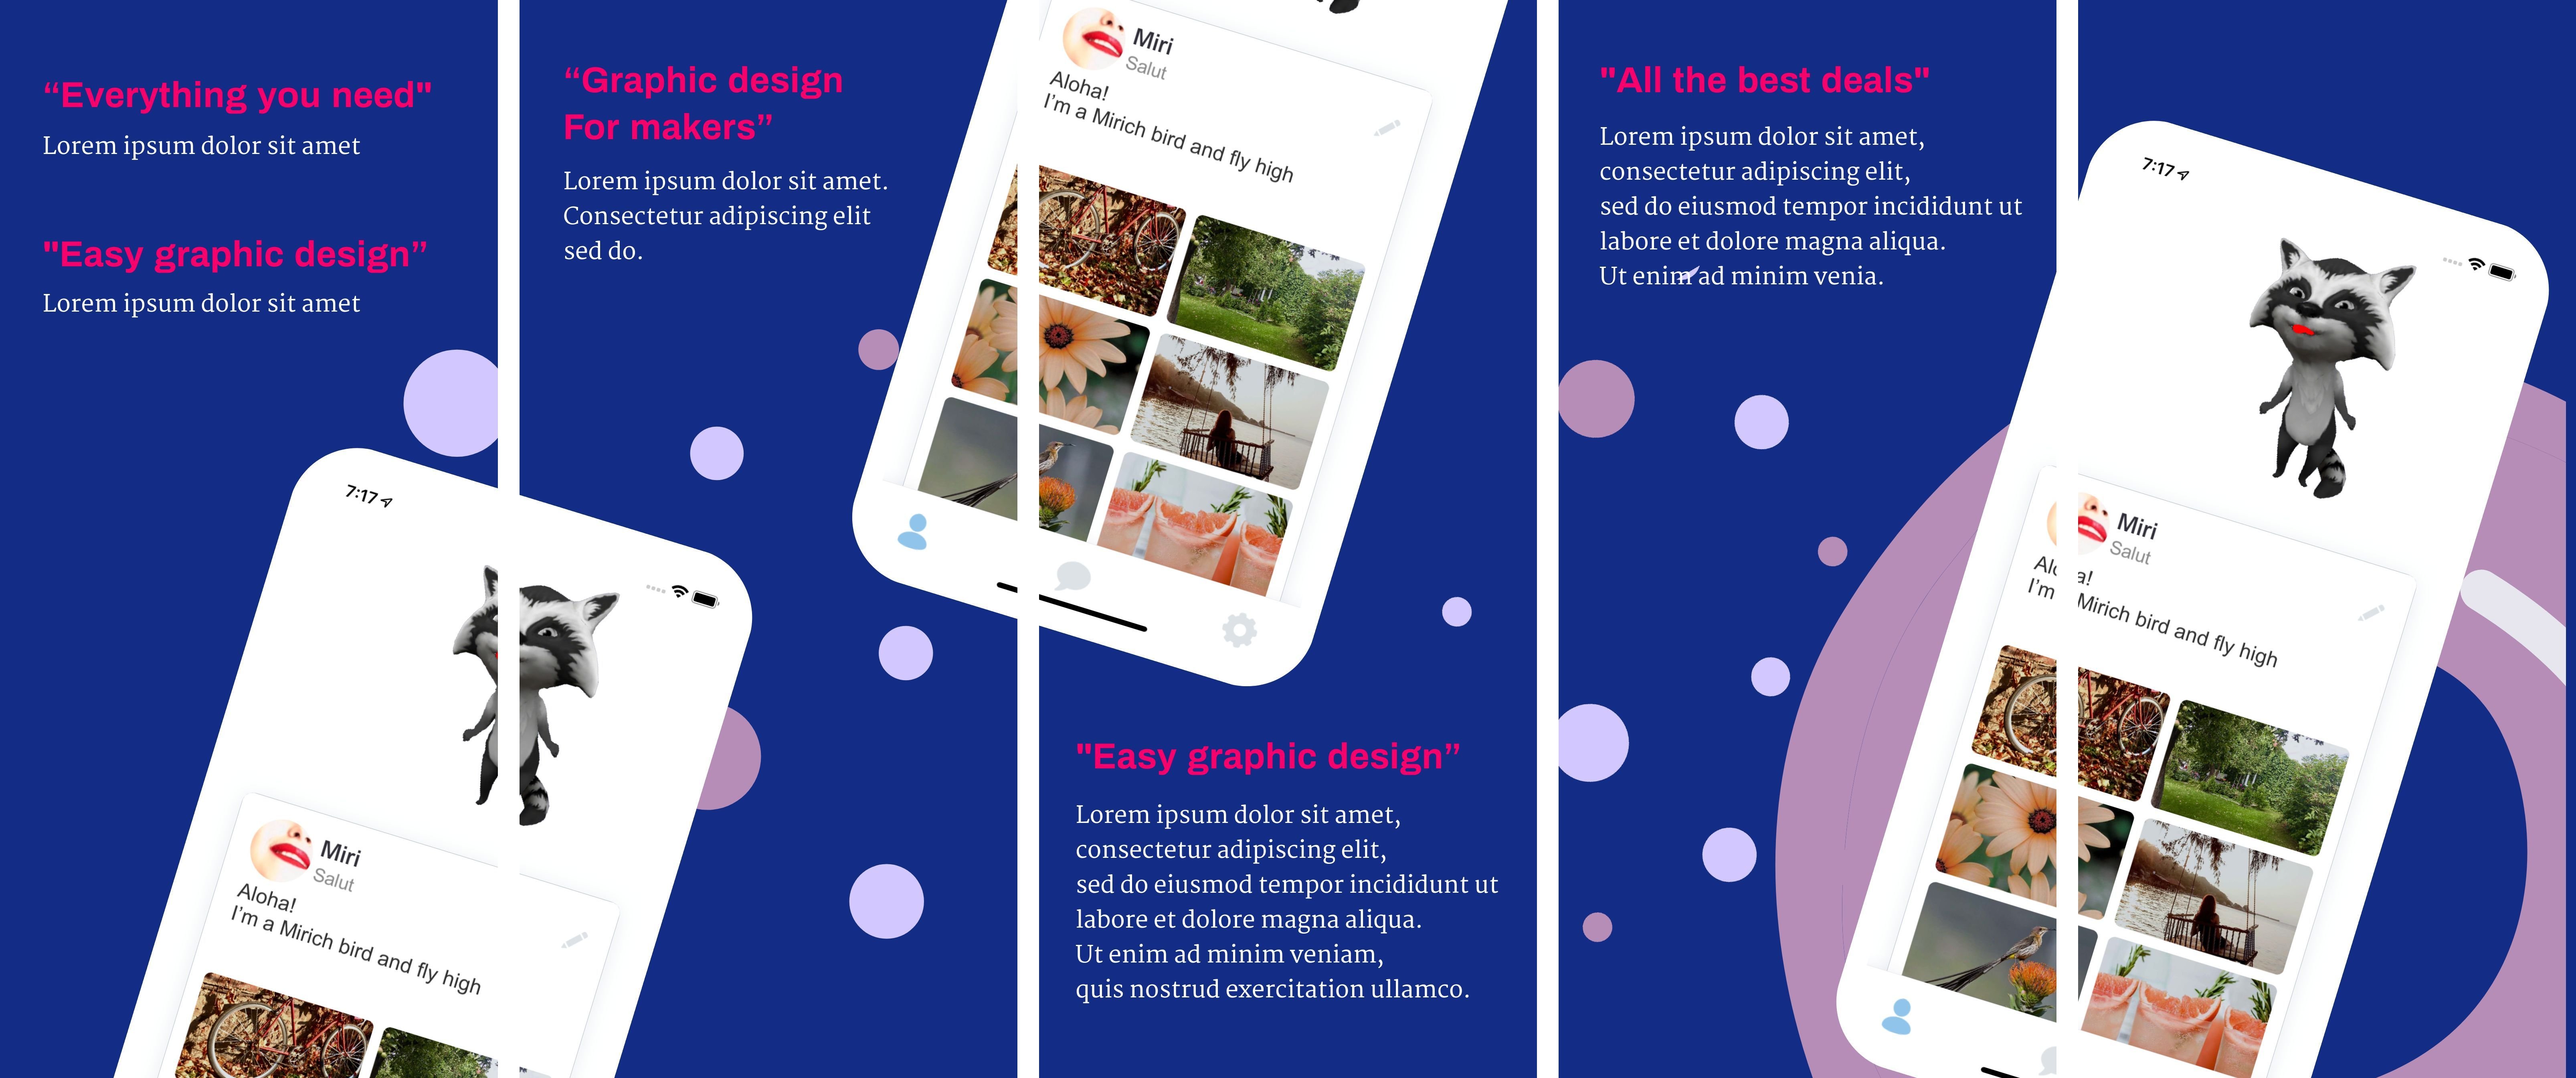 “Everything you need"
Lorem ipsum dolor sit amet
"Easy graphic design”
Lorem ipsum dolor sit amet
7:17
Miri
Salut
Aloha!
I'm a Mirich bird and fly high
“Graphic design
For makers”
Lorem ipsum dolor sit amet.
Consectetur adipiscing elit
sed do.
Miri
Salut
Aloha!
I'm a Mirich bird and fly high
"Easy graphic design”
Lorem ipsum dolor sit amet,
consectetur adipiscing elit,
sed do eiusmod tempor incididunt ut
labore et dolore magna aliqua.
Ut enim ad minim veniam,
quis nostrud exercitation ullamco.
"All the best deals"
Lorem ipsum dolor sit amet,
consectetur adipiscing elit,
sed do eiusmod tempor incididunt ut
labore et dolore magna aliqua.
Ut enim ad minim venia.
7:17
Miri
Salut
Aloha!
I'm a Mirich bird and fly high